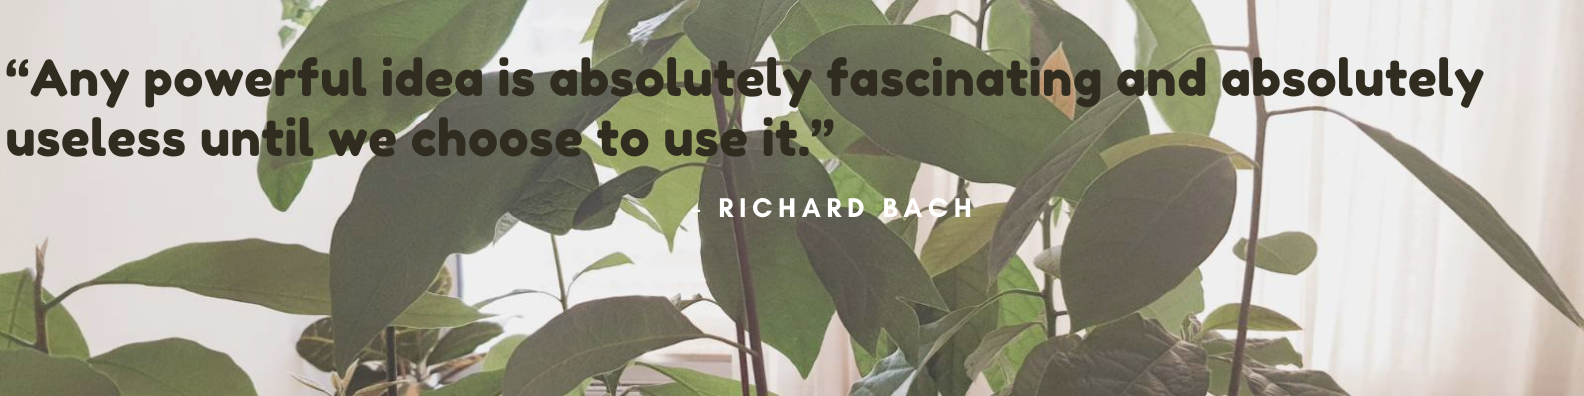 “Any powerful idea is absolutely fascinating and absolutely
useless until we choose to use it.”
- RICHARD BACH